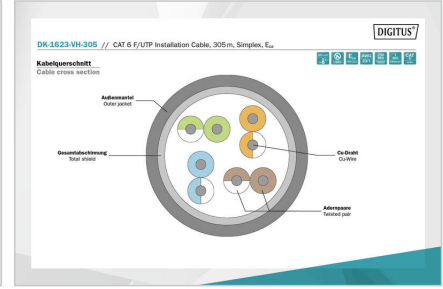 DIGITUS®
DK-1623-VH-305 // CAT 6 F/UTP Installation Cable, 305 m, Simplex, Eca
Kabelquerschnitt
Cable cross section
Außenmantel
Outer jacket
Gesamtabschirmung
Total shield
Cu-Draht
Cu-Wire
Adernpaare
Twisted pair